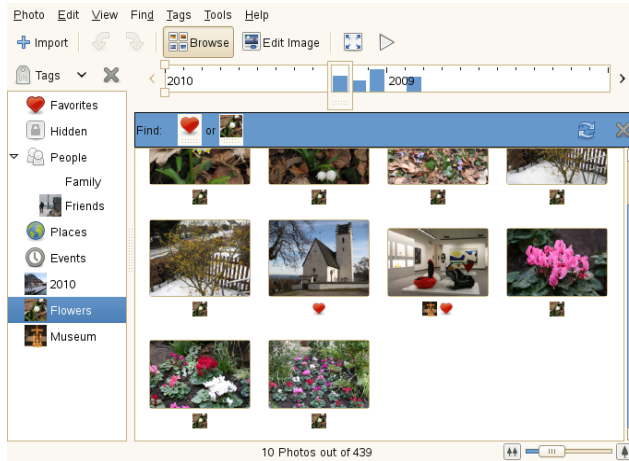 Photo Edit View Find Tags Tools Help
Import Browse Edit Image
Tags 2010 2009
Favorites
Find: or
Hidden
People
Family
Friends
Places
Events
2010
Flowers
Museum
10 Photos out of 439